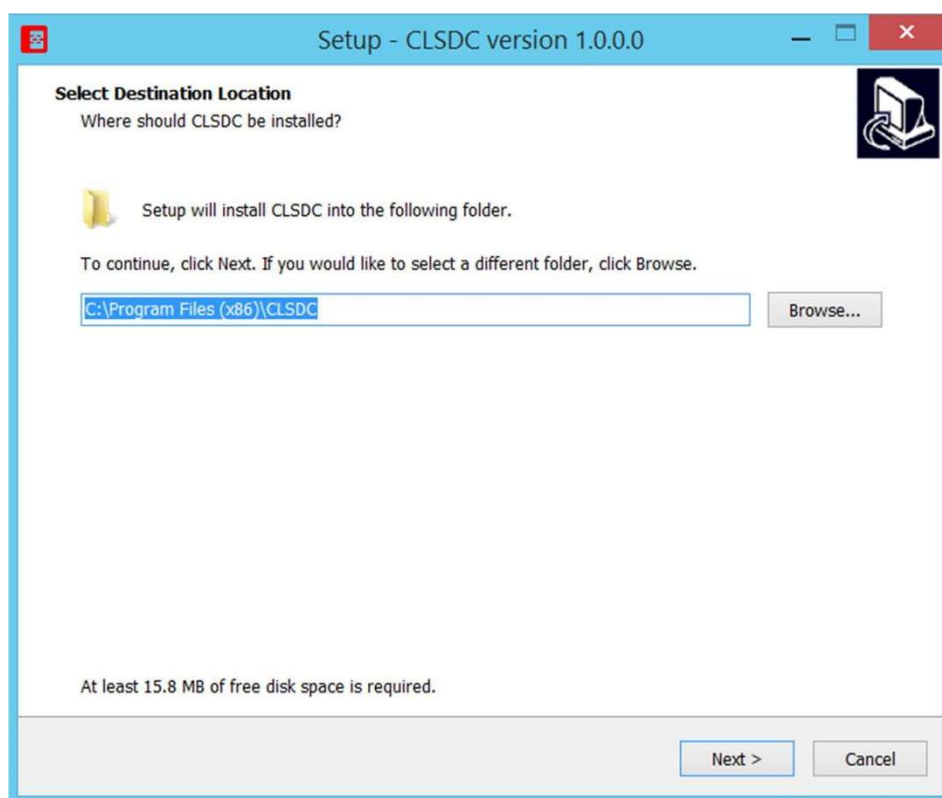 Setup - CLSDC version 1.0.0.0
Select Destination Location
Where should CLSDC be installed?
Setup will install CLSDC into the following folder.
To continue, click Next. If you would like to select a different folder, click Browse.
C:\Program Files (x86)\CLSDC
Browse...
At least 15.8 MB of free disk space is required.
Next >
Cancel